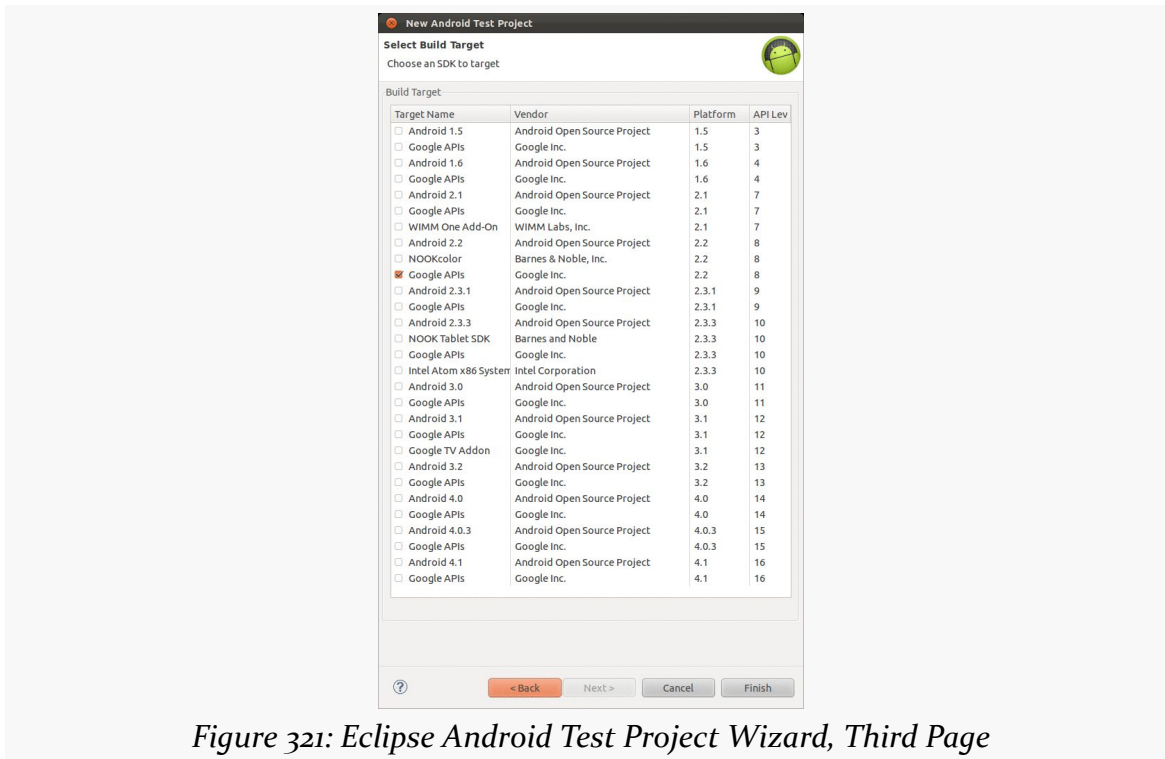 New Android Test Project
Select Build Target
Choose an SDK to target
Build Target
Target Name Vendor Platform API Lev
Android 1.5 Android Open Source Project 1.5 3
Google APIs Google Inc. 1.5 3
Android 1.6 Android Open Source Project 1.6 4
Google APIs Google Inc. 1.6 4
Android 2.1 Android Open Source Project 2.1 7
Google APIs Google Inc. 2.1 7
WIMM One Add-On WIMM Labs, Inc. 2.1 7
Android 2.2 Android Open Source Project 2.2 8
NOOKcolor Barnes & Noble, Inc. 2.2 8
Google APIs Google Inc. 2.2 8
Android 2.3.1 Android Open Source Project 2.3.1 9
Google APIs Google Inc. 2.3.1 9
Android 2.3.3 Android Open Source Project 2.3.3 10
NOOK Tablet SDK Barnes and Noble 2.3.3 10
Google APIs Google Inc. 2.3.3 10
Intel Atom x86 System Intel Corporation 2.3.3 10
Android 3.0 Android Open Source Project 3.0 11
Google APIs Google Inc. 3.0 11
Android 3.1 Android Open Source Project 3.1 12
Google APIs Google Inc. 3.1 12
Google TV Addon Google Inc. 3.1 12
Android 3.2 Android Open Source Project 3.2 13
Google APIs Google Inc. 3.2 13
Android 4.0 Android Open Source Project 4.0 14
Google APIs Google Inc. 4.0 14
Android 4.0.3 Android Open Source Project 4.0.3 15
Google APIs Google Inc. 4.0.3 15
Android 4.1 Android Open Source Project 4.1 16
Google APIs Google Inc. 4.1 16
? < Back Next > Cancel Finish
Figure 321: Eclipse Android Test Project Wizard, Third Page